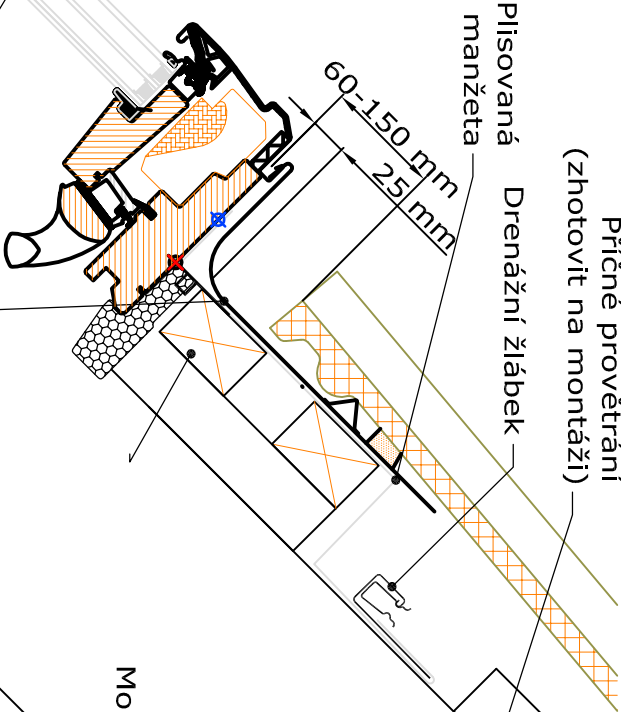 Příčné provětrání
(zhotovit na montáži)
Drenážní žlábek
Plisovaná
manžeta
60-150 mm
25 mm
Mo